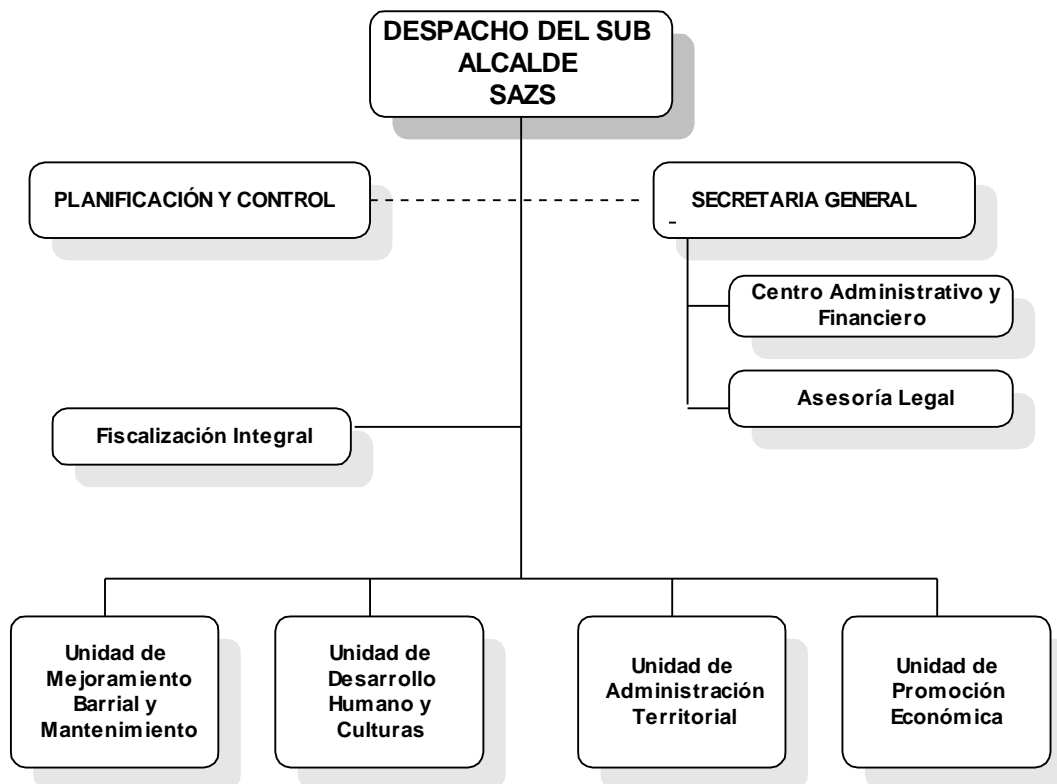 DESPACHO DEL SUB
ALCALDE
SAZS
PLANIFICACIÓN Y CONTROL
SECRETARIA GENERAL
Centro Administrativo y
Financiero
Asesoría Legal
Fiscalización Integral
Unidad de
Mejoramiento
Barrial y
Mantenimiento
Unidad de
Desarrollo
Humano y
Culturas
Unidad de
Administración
Territorial
Unidad de
Promoción
Económica